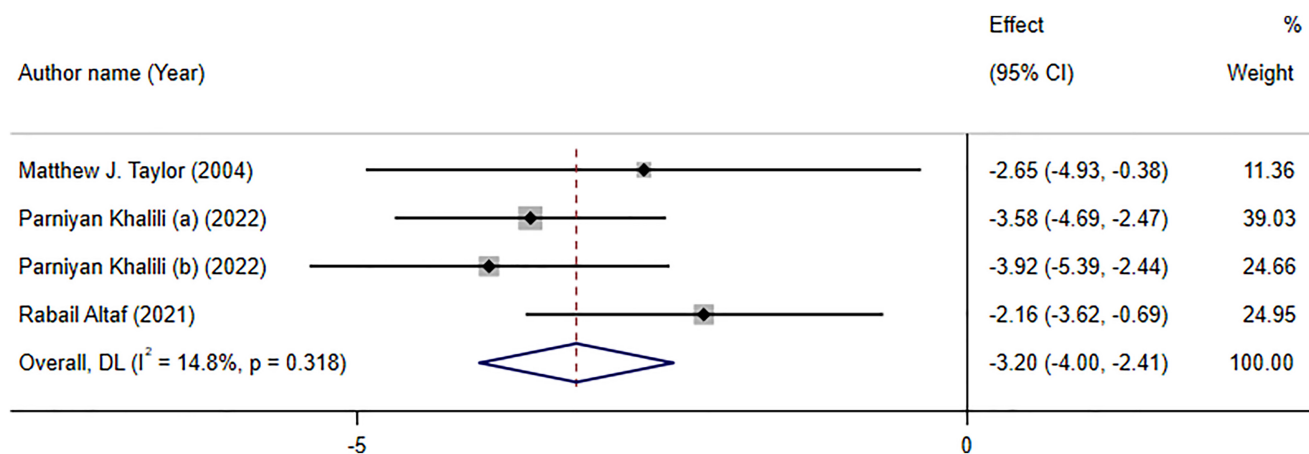 Effect %
Author name (Year) (95% CI) Weight
Matthew J. Taylor (2004) -2.65 (-4.93, -0.38) 11.36
Parniyan Khalili (a) (2022) -3.58 (-4.69, -2.47) 39.03
Parniyan Khalili (b) (2022) -3.92 (-5.39, -2.44) 24.66
Rabail Altaf (2021) -2.16 (-3.62, -0.69) 24.95
Overall, DL (I² = 14.8%, p = 0.318) -3.20 (-4.00, -2.41) 100.00
-5 0